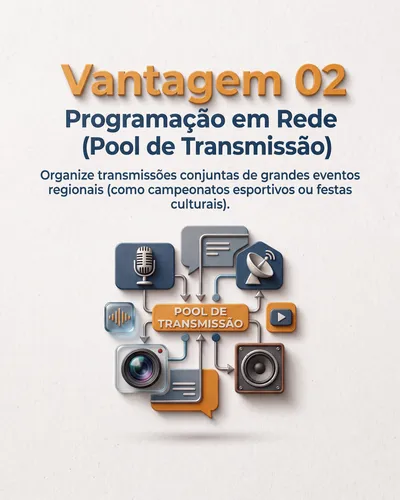 Vantagem 02
Programação em Rede
(Pool de Transmissão)
Organize transmissões conjuntas de grandes eventos
regionais (como campeonatos esportivos ou festas
culturais).
POOL DE
TRANSMISSÃO